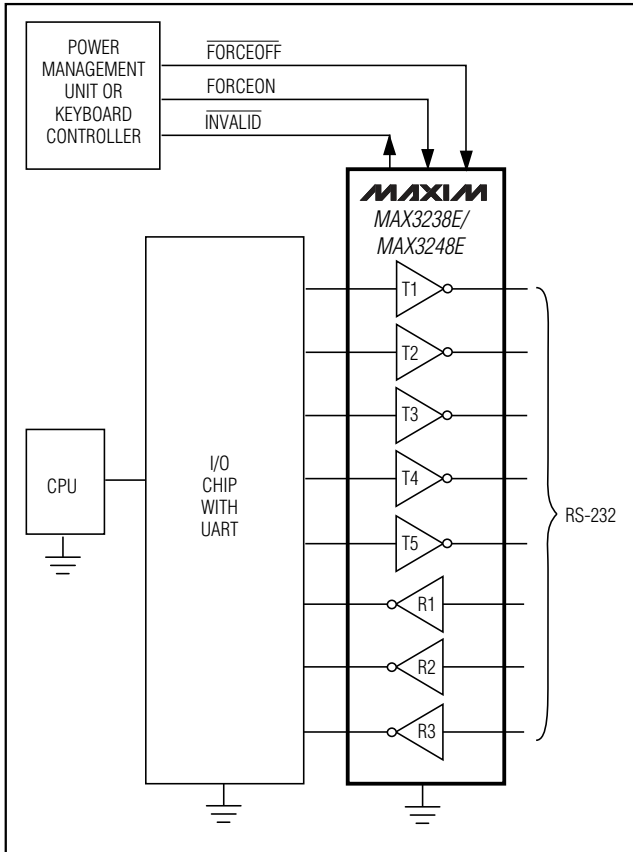 POWER
MANAGEMENT
UNIT OR
KEYBOARD
CONTROLLER
FORCEOFF
FORCEON
INVALID
MAXIM
MAX3238E/
MAX3248E
T1
T2
T3
T4
T5
R1
R2
R3
CPU
I/O
CHIP
WITH
UART
RS-232